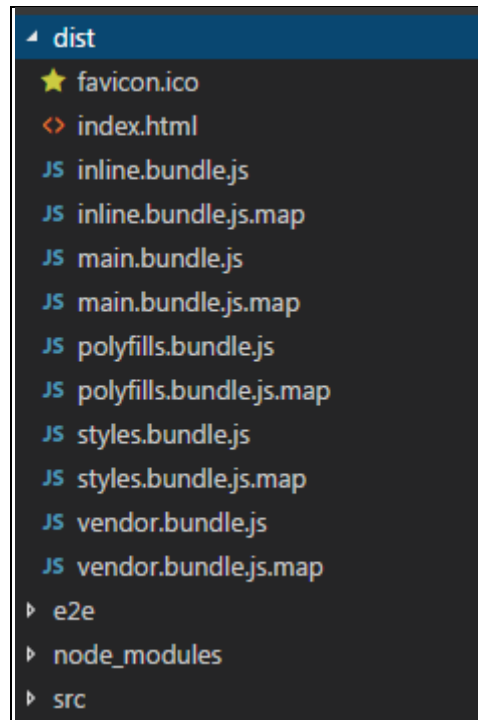 dist
favicon.ico
<> index.html
JS inline.bundle.js
JS inline.bundle.js.map
JS main.bundle.js
JS main.bundle.js.map
JS polyfills.bundle.js
JS polyfills.bundle.js.map
JS styles.bundle.js
JS styles.bundle.js.map
JS vendor.bundle.js
JS vendor.bundle.js.map
e2e
node_modules
src